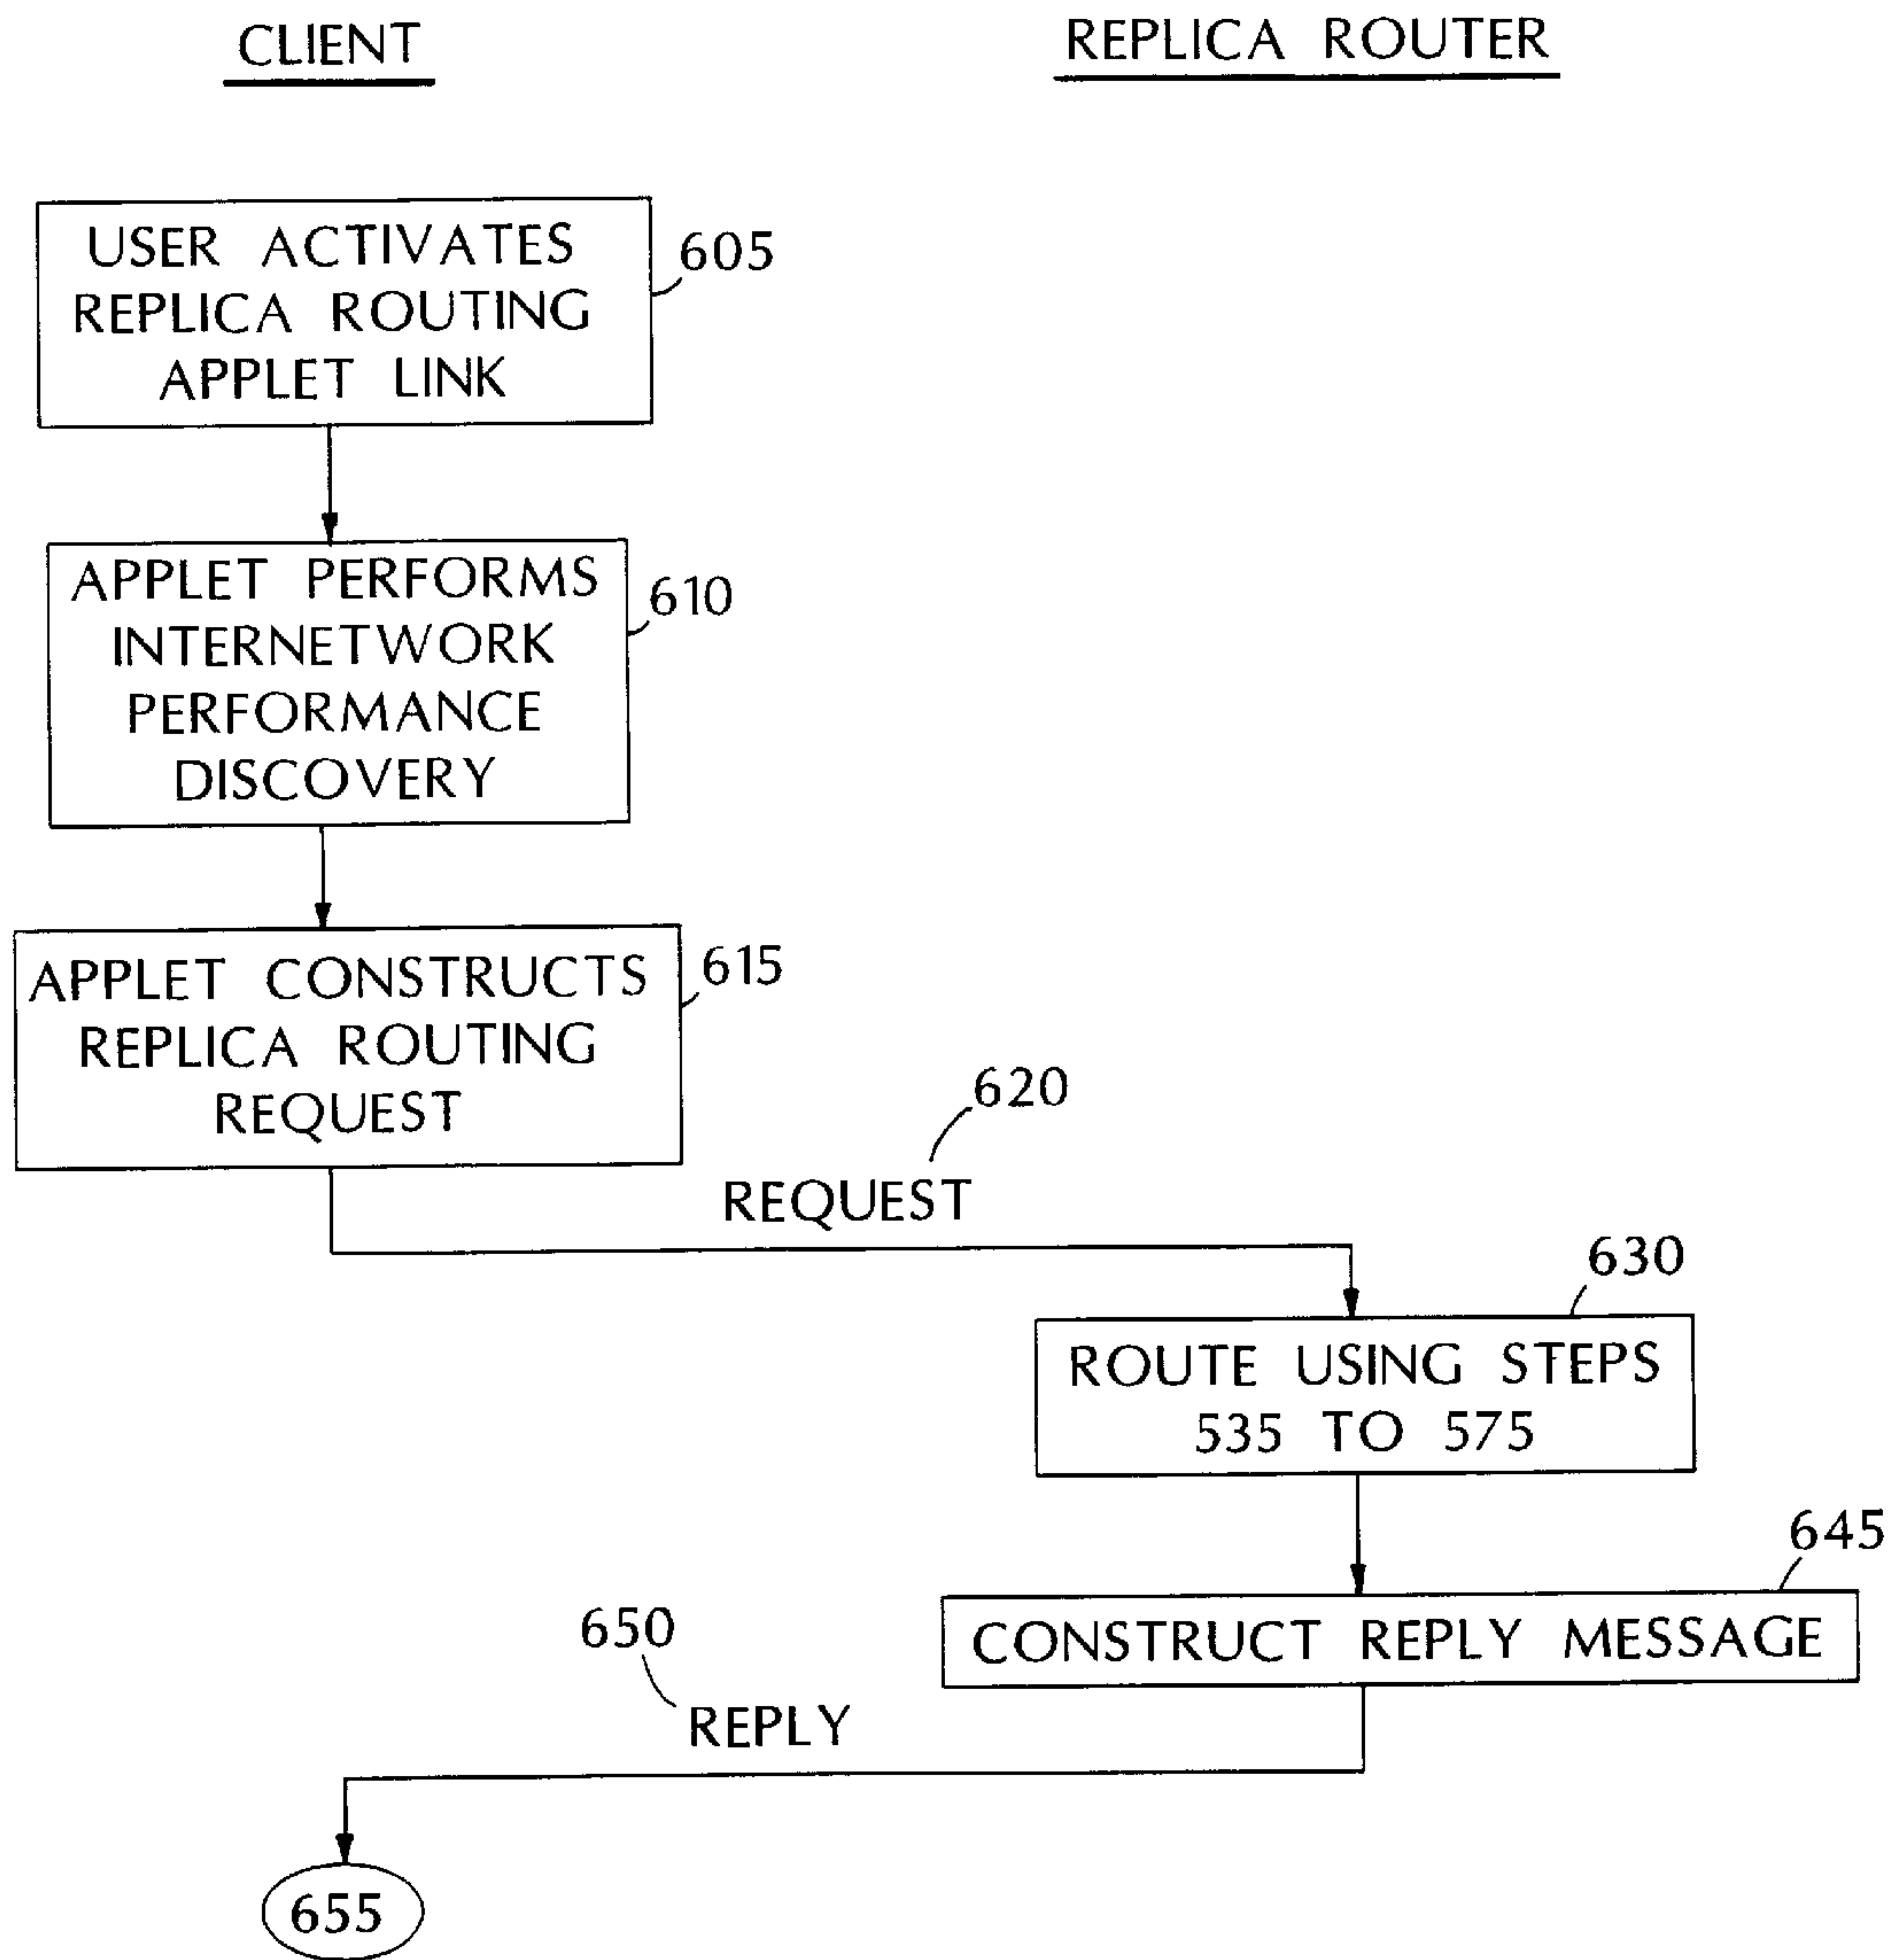 CLIENT
REPLICA ROUTER
USER ACTIVATES
REPLICA ROUTING
APPLET LINK
605
APPLET PERFORMS
INTERNETWORK
PERFORMANCE
DISCOVERY
610
APPLET CONSTRUCTS
REPLICA ROUTING
REQUEST
615
620
REQUEST
630
ROUTE USING STEPS
535 TO 575
645
CONSTRUCT REPLY MESSAGE
650
REPLY
655